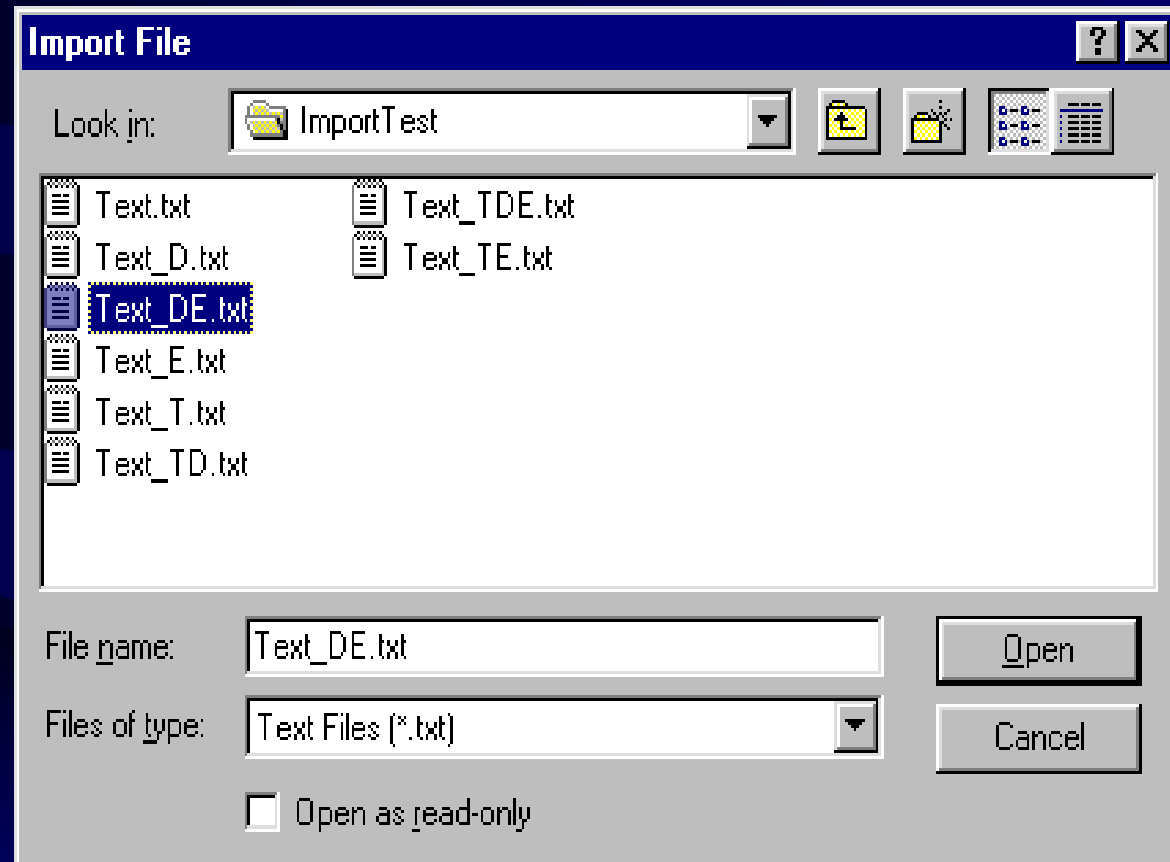 Import File
Look in: ImportTest
Text.txt
Text_D.txt
Text_DE.txt
Text_E.txt
Text_T.txt
Text_TD.txt
Text_TDE.txt
Text_TE.txt
File name: Text_DE.txt
Open
Files of type: Text Files (*.txt)
Cancel
Open as read-only